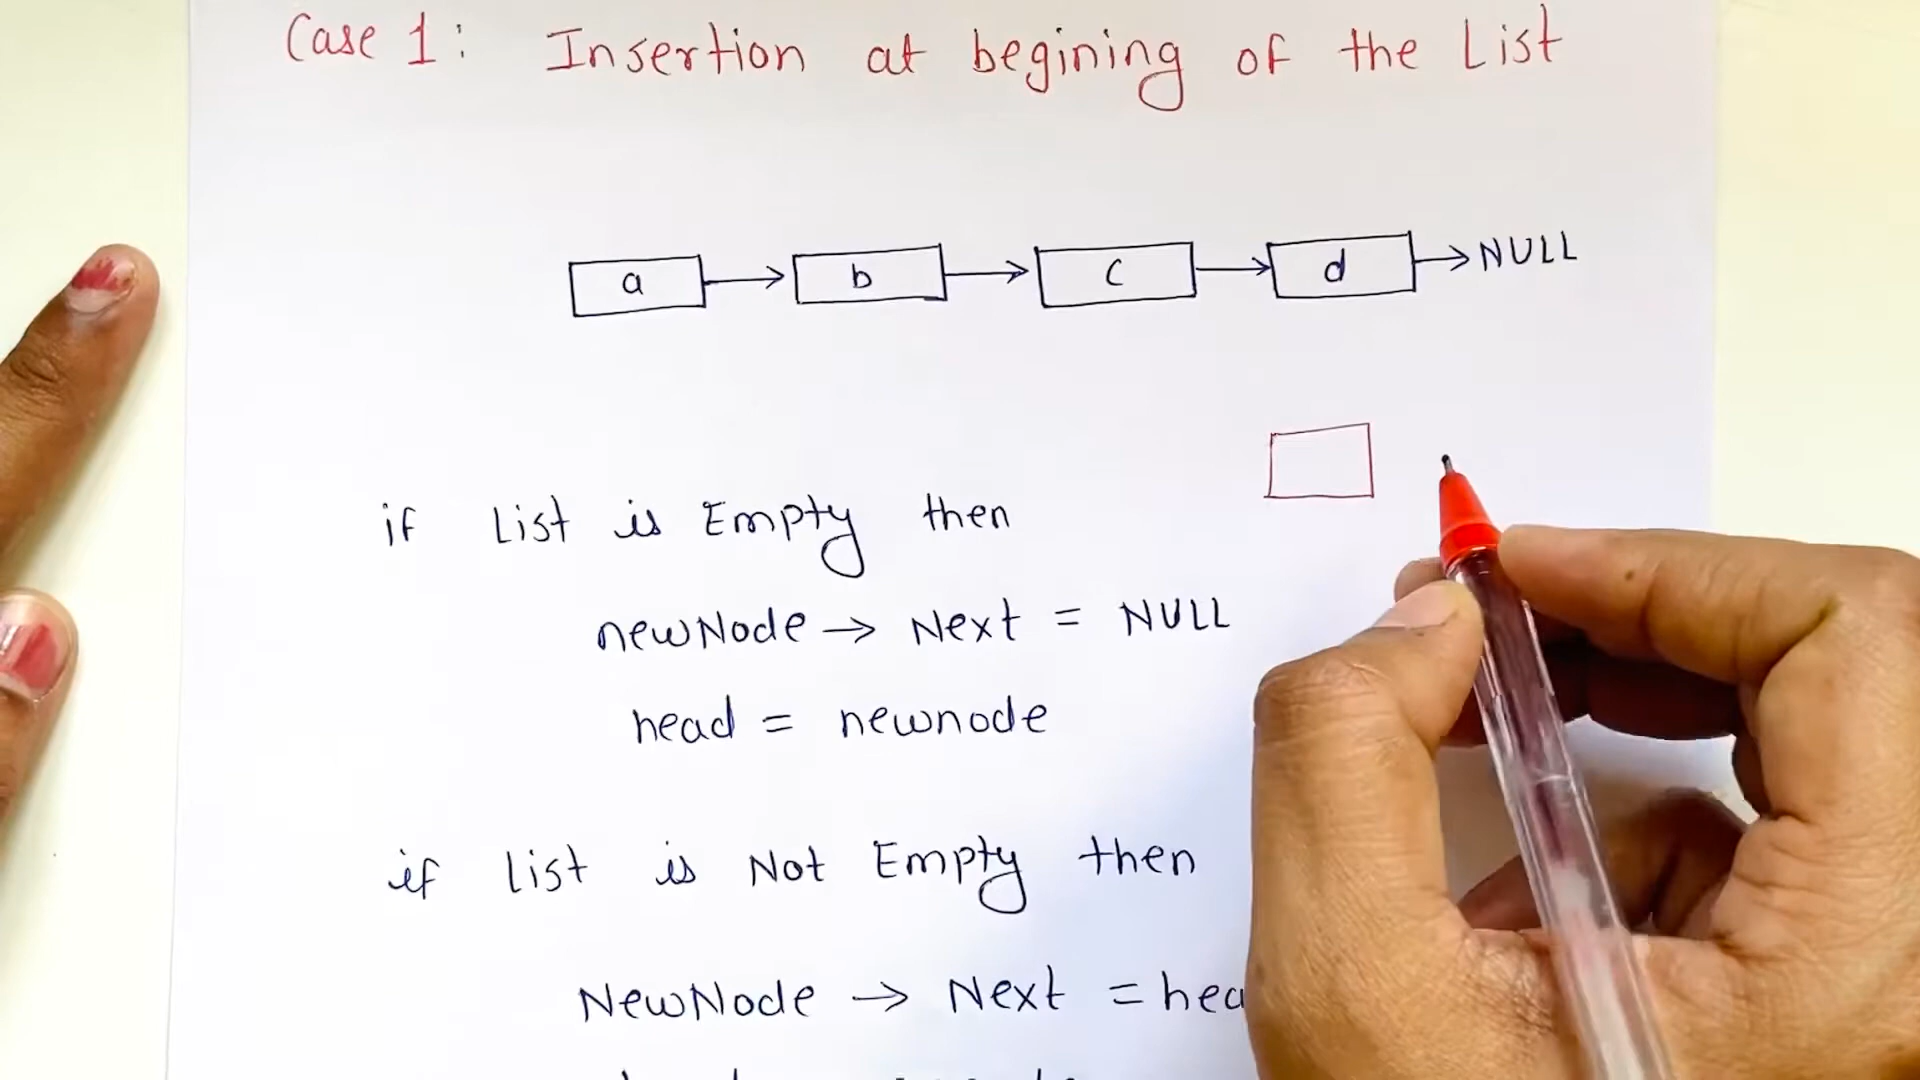 Case 1: Insertion at begining of the List
a → b → c → d → NULL
if List is Empty then
newNode → Next = NULL
head = newnode
if List is Not Empty then
NewNode → Next =